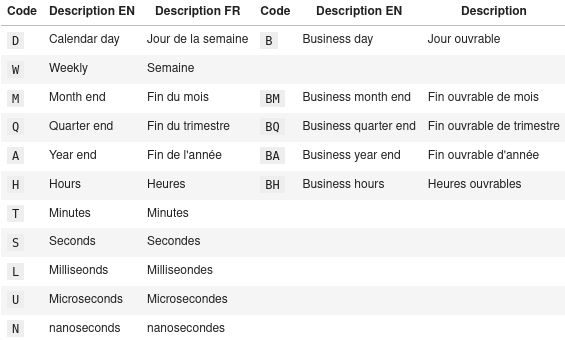 Code Description EN Description FR Code Description EN Description
D Calendar day Jour de la semaine B Business day Jour ouvrable
W Weekly Semaine
M Month end Fin du mois BM Business month end Fin ouvrable de mois
Q Quarter end Fin du trimestre BQ Business quarter end Fin ouvrable de trimestre
A Year end Fin de l'année BA Business year end Fin ouvrable d'année
H Hours Heures BH Business hours Heures ouvrables
T Minutes Minutes
S Seconds Secondes
L Milliseonds Milliseondes
U Microseconds Microsecondes
N nanoseconds nanosecondes